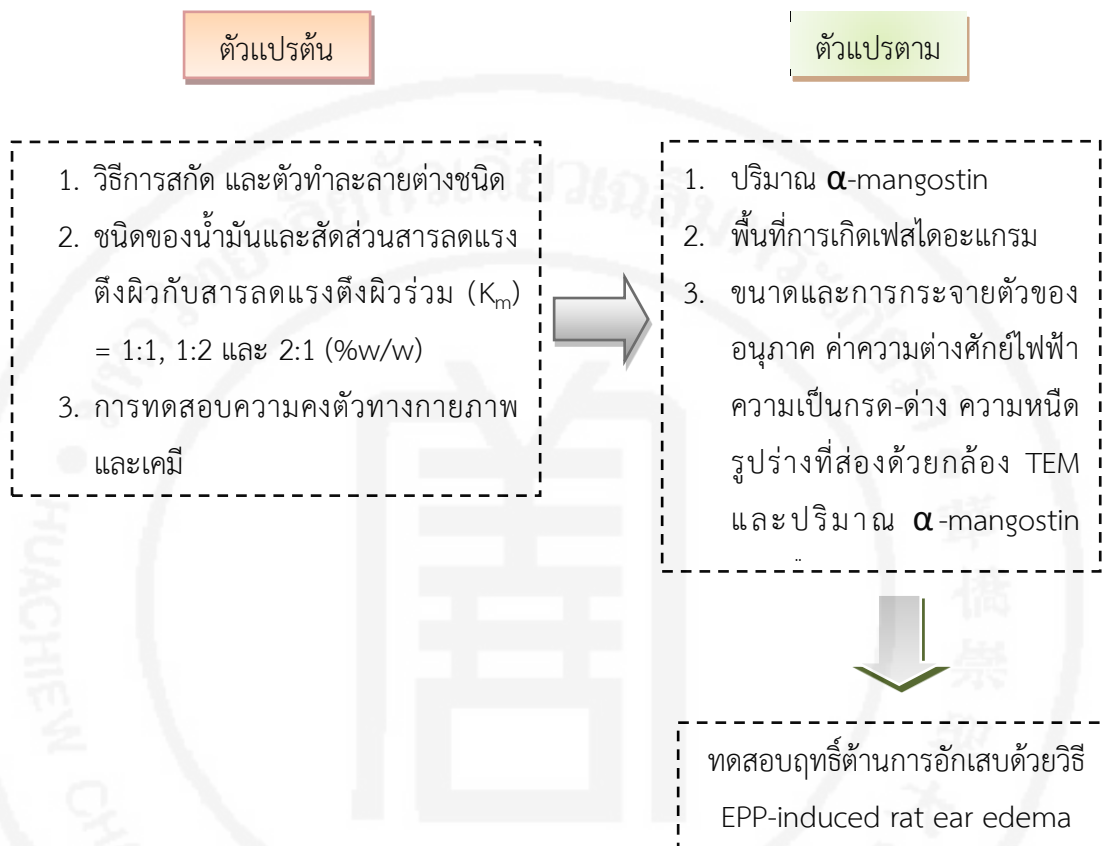 ตัวแปรต้น
ตัวแปรตาม
1. วิธีการสกัด และตัวทำละลายต่างชนิด
2. ชนิดของน้ำมันและสัดส่วนสารลดแรง
ตึงผิวกับสารลดแรงตึงผิวร่วม (Km)
= 1:1, 1:2 และ 2:1 (%w/w)
3. การทดสอบความคงตัวทางกายภาพ
และเคมี
1. ปริมาณ α-mangostin
2. พื้นที่การเกิดเฟสไดอะแกรม
3. ขนาดและการกระจายตัวของ
อนุภาค ค่าความต่างศักย์ไฟฟ้า
ความเป็นกรด-ด่าง ความหนืด
รูปร่างที่ส่องด้วยกล้อง TEM
และปริมาณ α-mangostin
ทดสอบฤทธิ์ต้านการอักเสบด้วยวิธี
EPP-induced rat ear edema
HUACHIEW